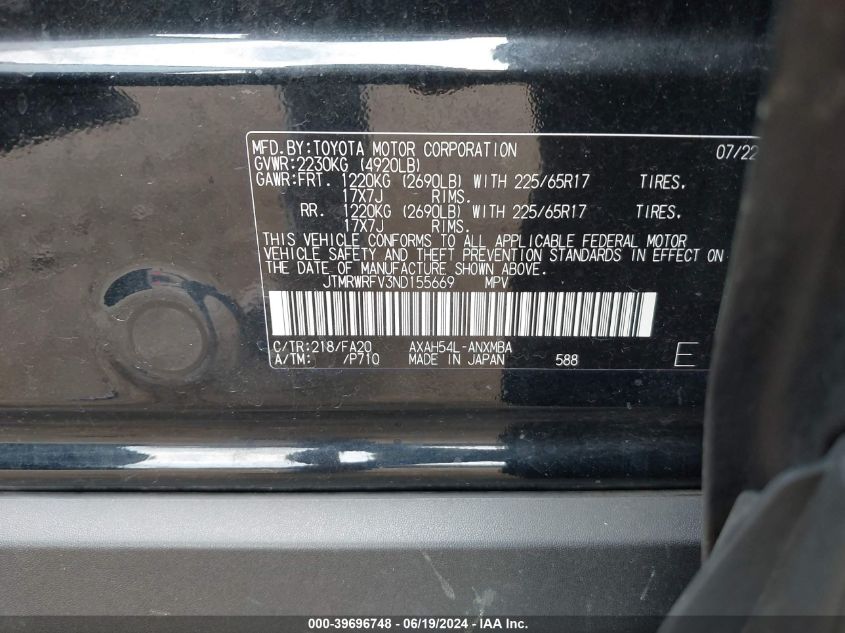 MFD.BY:TOYOTA MOTOR CORPORATION 07/22
GVWR:2230KG (4920LB)
GAWR:FRT. 1220KG (2690LB) WITH 225/65R17 TIRES.
17X7J RIMS.
RR. 1220KG (2690LB) WITH 225/65R17 TIRES.
17X7J RIMS.
THIS VEHICLE CONFORMS TO ALL APPLICABLE FEDERAL MOTOR
VEHICLE SAFETY AND THEFT PREVENTION STANDARDS IN EFFECT ON
THE DATE OF MANUFACTURE SHOWN ABOVE.
JTMRWRFV3ND155669 MPV
C/TR:218/FA20 AXAH54L-ANXMBA
A/TM: /P710 MADE IN JAPAN 588 E
000-39696748 - 06/19/2024 - IAA Inc.